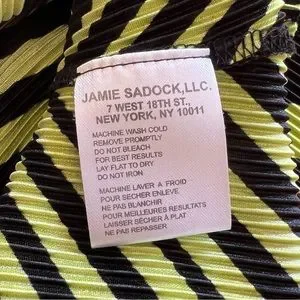 JAMIE SADOCK,LLC.
7 WEST 18TH ST.,
NEW YORK, NY 10011
MACHINE WASH COLD
REMOVE PROMPTLY
DO NOT BLEACH
FOR BEST RESULTS
LAY FLAT TO DRY
DO NOT IRON
MACHINE LAVER A FROID
POUR SECHER ENLEVE
NE PAS BLANCHIR
POUR MEILLEURES RESULTATS
LAISSER SÉCHER À PLAT
NE PAS REPASSER